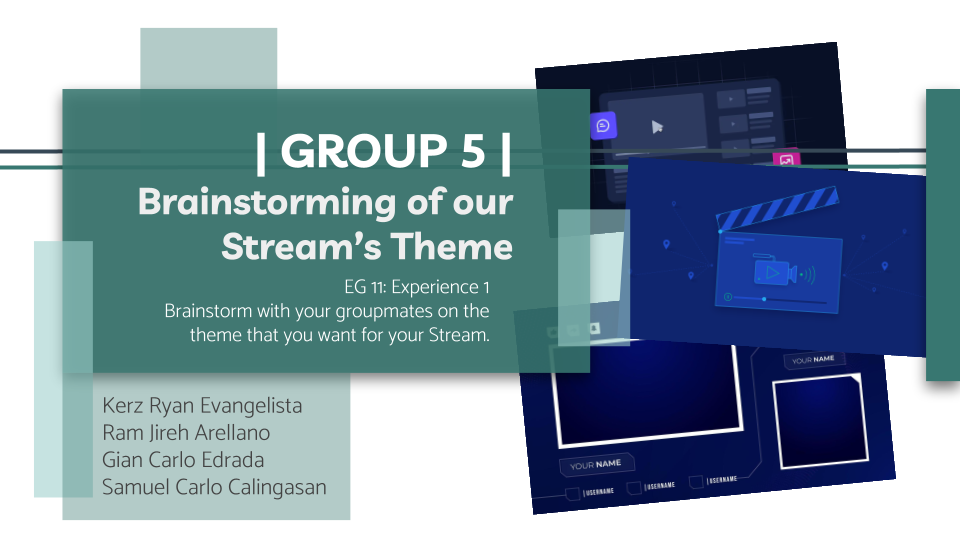 | GROUP 5 |
Brainstorming of our
Stream’s Theme
EG 11: Experience 1
Brainstorm with your groupmates on the
theme that you want for your Stream.
Kerz Ryan Evangelista
Ram Jireh Arellano
Gian Carlo Edrada
Samuel Carlo Calingasan
YOUR NAME
YOUR NAME
|USERNAME
|USERNAME
|USERNAME